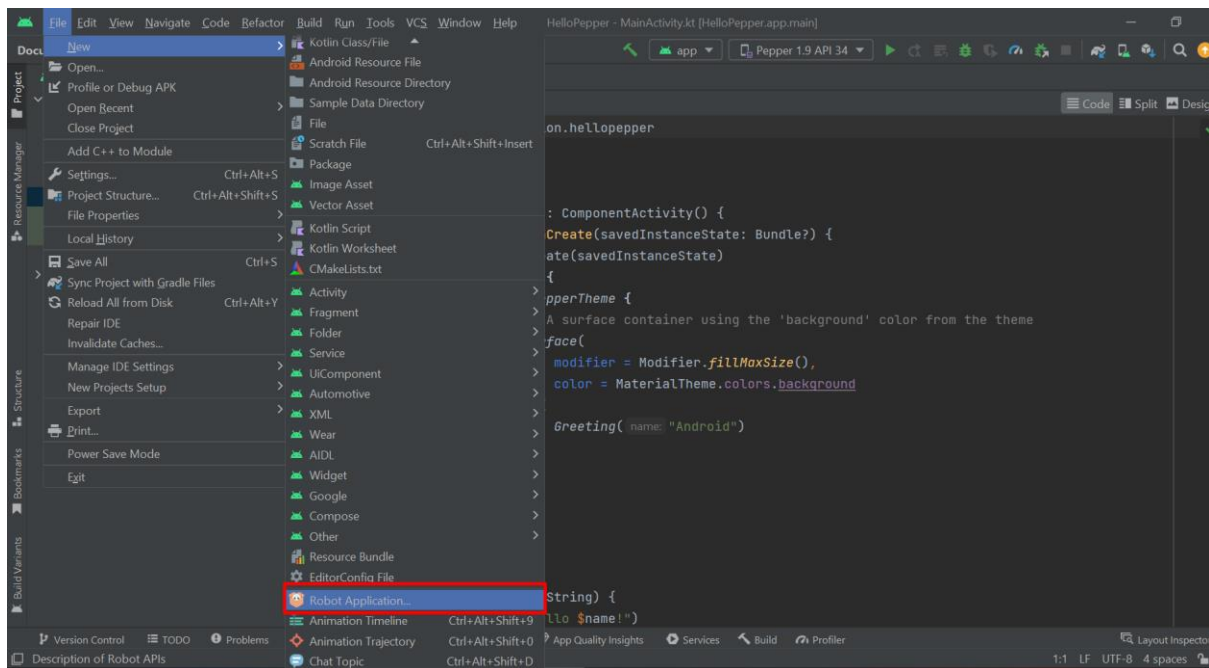 File Edit View Navigate Code Refactor Build Run Tools VCS Window Help HelloPepper - MainActivity.kt [HelloPepper.app.main]
app Pepper 1.9 API 34
Code Split
Project
Resource Manager
Structure
Bookmarks
Build Variants
New
Open...
Profile or Debug APK
Open Recent
Close Project
Add C++ to Module
Settings... Ctrl+Alt+S
Project Structure... Ctrl+Alt+Shift+S
File Properties
Local History
Save All Ctrl+S
Sync Project with Gradle Files
Reload All from Disk Ctrl+Alt+Y
Repair IDE
Invalidate Caches...
Manage IDE Settings
New Projects Setup
Export
Print...
Power Save Mode
Exit
Kotlin Class/File
Android Resource File
Android Resource Directory
Sample Data Directory
File
Scratch File Ctrl+Alt+Shift+Insert
Package
Image Asset
Vector Asset
Kotlin Script
Kotlin Worksheet
CMakeLists.txt
Activity
Fragment
Folder
Service
UiComponent
Automotive
XML
Wear
AIDL
Widget
Google
Compose
Other
Resource Bundle
EditorConfig File
Robot Application...
Animation Timeline Ctrl+Alt+Shift+9
Animation Trajectory Ctrl+Alt+Shift+0
Chat Topic Ctrl+Alt+Shift+D
on.hellopepper
: ComponentActivity() {
Create(savedInstanceState: Bundle?) {
ate(savedInstanceState)
{
pperTheme {
A surface container using the 'background' color from the theme
face(
modifier = Modifier.fillMaxSize(),
color = MaterialTheme.colors.background
Greeting( name: "Android")
String) {
llo $name!")
Version Control TODO Problems App Quality Insights Services Build Profiler Layout Inspecto
Description of Robot APIs 1:1 LF UTF-8 4 spaces